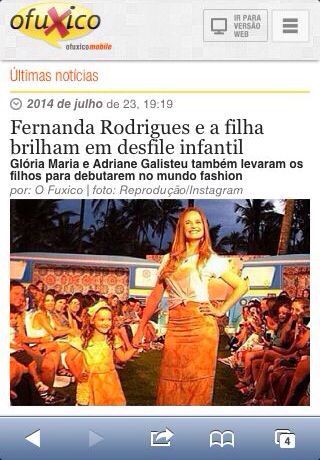 ofuxico
ofuxicomobile
IR PARA
VERSÃO
WEB
Últimas notícias
2014 de julho de 23, 19:19
Fernanda Rodrigues e a filha
brilham em desfile infantil
Glória Maria e Adriane Galisteu também levaram os
filhos para debutarem no mundo fashion
por: O Fuxico | foto: Reprodução/Instagram
4